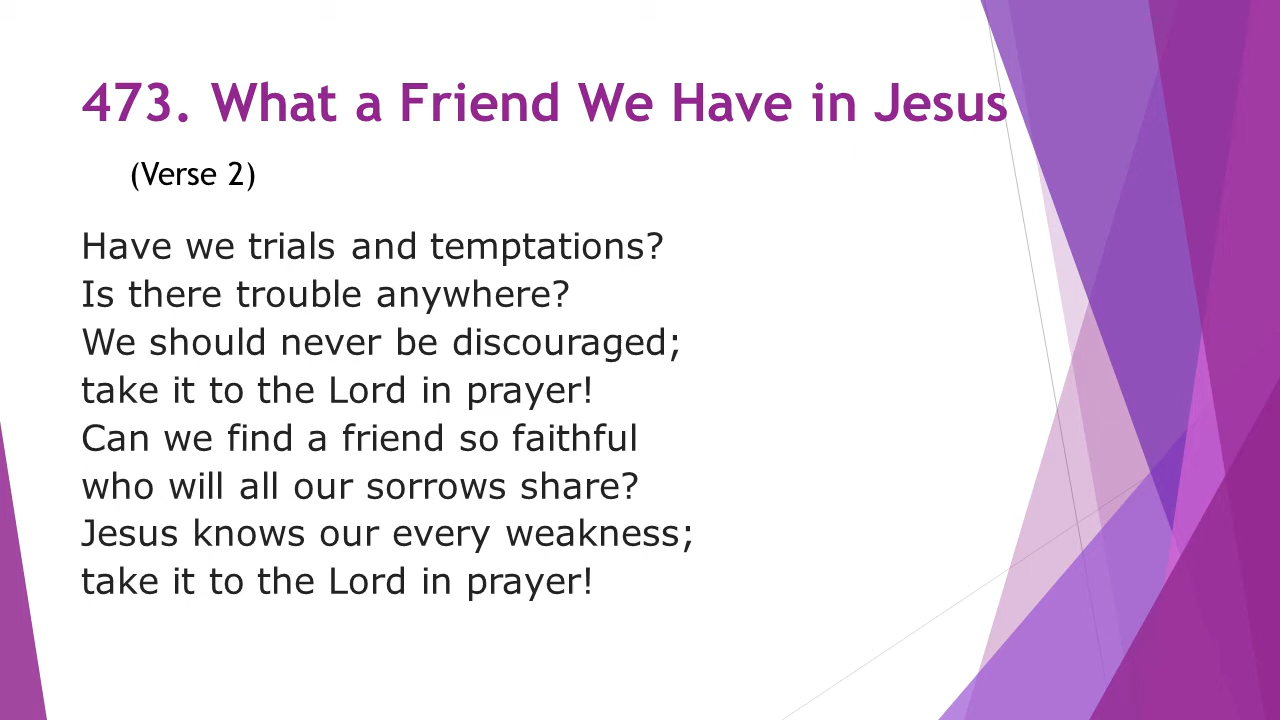 473. What a Friend We Have in Jesus
(Verse 2)
Have we trials and temptations?
Is there trouble anywhere?
We should never be discouraged;
take it to the Lord in prayer!
Can we find a friend so faithful
who will all our sorrows share?
Jesus knows our every weakness;
take it to the Lord in prayer!